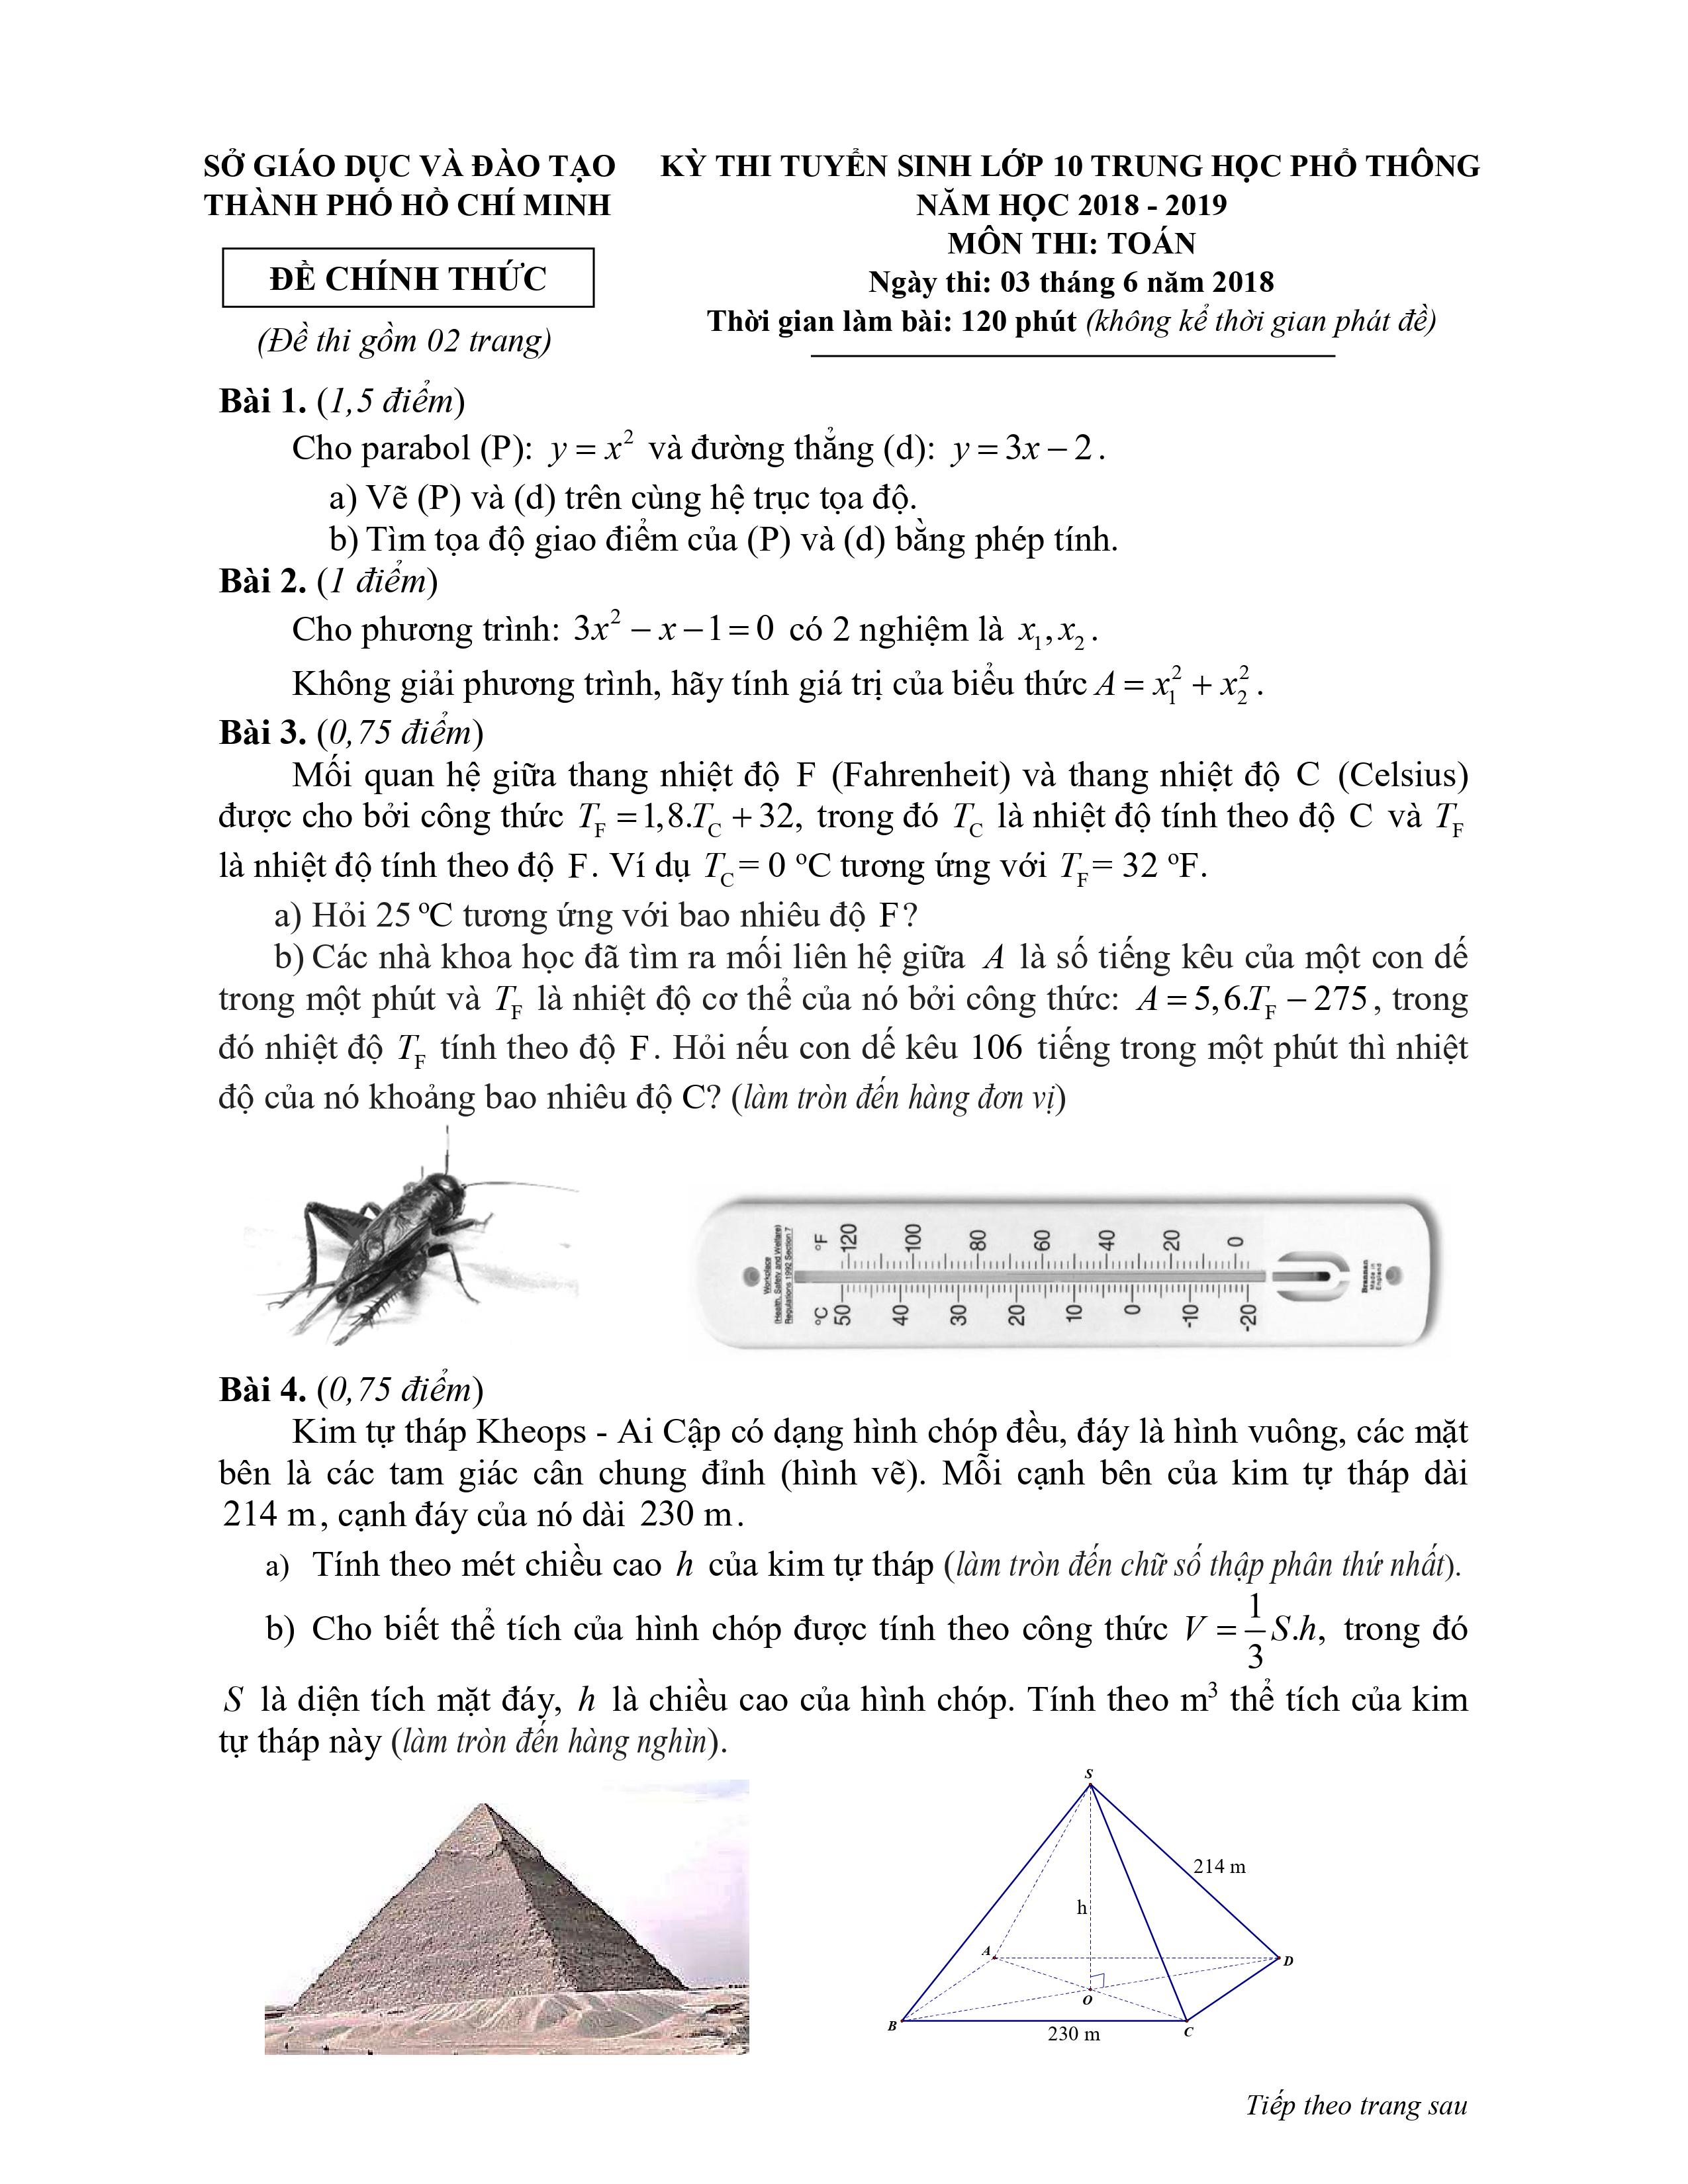 SỞ GIÁO DỤC VÀ ĐÀO TẠO
THÀNH PHỐ HỒ CHÍ MINH
ĐỀ CHÍNH THỨC
(Đề thi gồm 02 trang)
KỲ THI TUYỂN SINH LỚP 10 TRUNG HỌC PHỔ THÔNG
NĂM HỌC 2018 - 2019
MÔN THI: TOÁN
Ngày thi: 03 tháng 6 năm 2018
Thời gian làm bài: 120 phút (không kể thời gian phát đề)
Bài 1. (1,5 điểm)
Cho parabol (P): y = x² và đường thẳng (d): y = 3x − 2.
a) Vẽ (P) và (d) trên cùng hệ trục tọa độ.
b) Tìm tọa độ giao điểm của (P) và (d) bằng phép tính.
Bài 2. (1 điểm)
Cho phương trình: 3x² − x − 1 = 0 có 2 nghiệm là x₁, x₂.
Không giải phương trình, hãy tính giá trị của biểu thức A = x₁² + x₂².
Bài 3. (0,75 điểm)
Mối quan hệ giữa thang nhiệt độ F (Fahrenheit) và thang nhiệt độ C (Celsius)
được cho bởi công thức T_F = 1,8.T_C + 32, trong đó T_C là nhiệt độ tính theo độ C và T_F
là nhiệt độ tính theo độ F. Ví dụ T_C = 0 ºC tương ứng với T_F = 32 ºF.
a) Hỏi 25 ºC tương ứng với bao nhiêu độ F?
b) Các nhà khoa học đã tìm ra mối liên hệ giữa A là số tiếng kêu của một con dế
trong một phút và T_F là nhiệt độ cơ thể của nó bởi công thức: A = 5,6.T_F − 275, trong
đó nhiệt độ T_F tính theo độ F. Hỏi nếu con dế kêu 106 tiếng trong một phút thì nhiệt
độ của nó khoảng bao nhiêu độ C? (làm tròn đến hàng đơn vị)
Workplace
(Health, Safety and Welfare)
Regulations 1992 Section 7
ºF 120 100 80 60 40 20 0
ºC 50 40 30 20 10 0 -10 -20
Brannan
Made in
England
Bài 4. (0,75 điểm)
Kim tự tháp Kheops - Ai Cập có dạng hình chóp đều, đáy là hình vuông, các mặt
bên là các tam giác cân chung đỉnh (hình vẽ). Mỗi cạnh bên của kim tự tháp dài
214 m, cạnh đáy của nó dài 230 m.
a) Tính theo mét chiều cao h của kim tự tháp (làm tròn đến chữ số thập phân thứ nhất).
b) Cho biết thể tích của hình chóp được tính theo công thức V = 1/3 S.h, trong đó
S là diện tích mặt đáy, h là chiều cao của hình chóp. Tính theo m³ thể tích của kim
tự tháp này (làm tròn đến hàng nghìn).
S
214 m
h
A
D
O
B
230 m
C
Tiếp theo trang sau